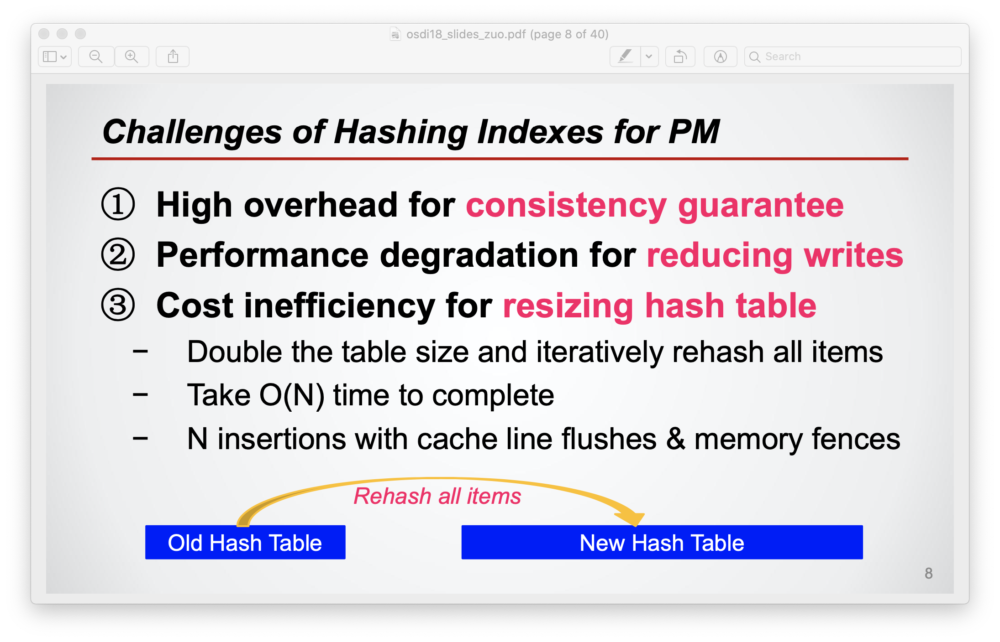 osdi18_slides_zuo.pdf (page 8 of 40)
Search
Challenges of Hashing Indexes for PM
① High overhead for consistency guarantee
② Performance degradation for reducing writes
③ Cost inefficiency for resizing hash table
– Double the table size and iteratively rehash all items
– Take O(N) time to complete
– N insertions with cache line flushes & memory fences
Rehash all items
Old Hash Table
New Hash Table
8